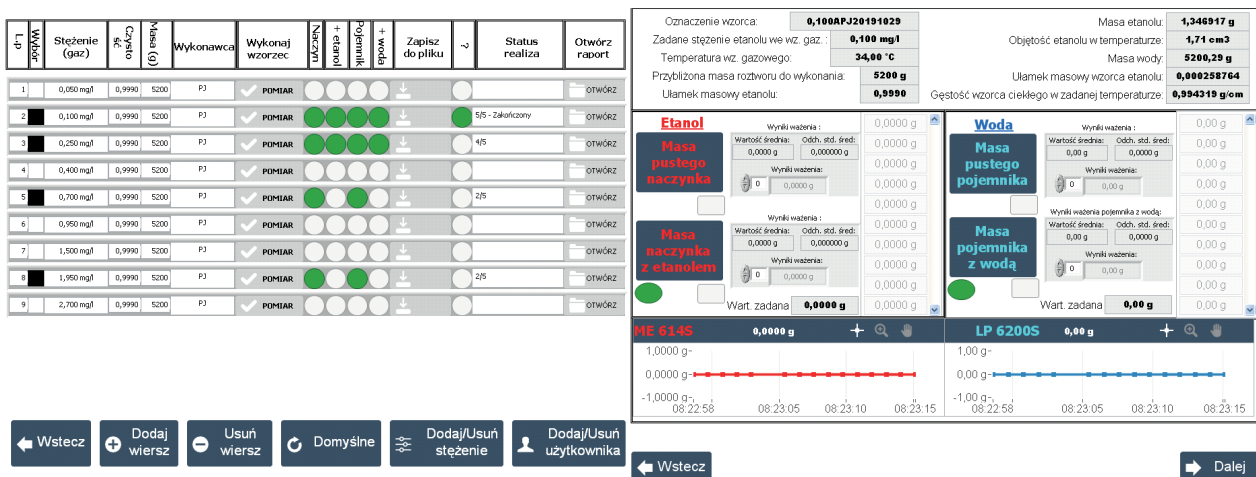 L.p Wybór Stężenie (gaz) Czystość Masa (g) Wykonawca Wykonaj wzorzec Naczyn + etanol Pojemnik + woda Zapisz do pliku ? Status realiza Otwórz raport
1 0,050 mg/l 0,9990 5200 PJ POMIAR OTWÓRZ
2 0,100 mg/l 0,9990 5200 PJ POMIAR 5/5 - Zakończony OTWÓRZ
3 0,250 mg/l 0,9990 5200 PJ POMIAR 4/5 OTWÓRZ
4 0,400 mg/l 0,9990 5200 PJ POMIAR OTWÓRZ
5 0,700 mg/l 0,9990 5200 PJ POMIAR 2/5 OTWÓRZ
6 0,950 mg/l 0,9990 5200 PJ POMIAR OTWÓRZ
7 1,500 mg/l 0,9990 5200 PJ POMIAR OTWÓRZ
8 1,950 mg/l 0,9990 5200 PJ POMIAR 2/5 OTWÓRZ
9 2,700 mg/l 0,9990 5200 PJ POMIAR OTWÓRZ
Wstecz
Dodaj wiersz
Usuń wiersz
Domyślne
Dodaj/Usuń stężenie
Dodaj/Usuń użytkownika
Oznaczenie wzorca: 0,100APJ20191029 Masa etanolu: 1,346917 g
Zadane stężenie etanolu we wz. gaz. : 0,100 mg/l Objętość etanolu w temperaturze: 1,71 cm3
Temperatura wz. gazowego: 34,00 °C Masa wody: 5200,29 g
Przybliżona masa roztworu do wykonania: 5200 g Ułamek masowy wzorca etanolu: 0,000258764
Ułamek masowy etanolu: 0,9990 Gęstość wzorca ciekłego w zadanej temperaturze: 0,994319 g/cm
Etanol
Masa pustego naczynka
Wyniki ważenia :
Wartość średnia: Odch. std. śred:
0,0000 g 0,000000 g
Wyniki ważenia:
0 0,0000 g
Masa naczynka z etanolem
Wyniki ważenia :
Wartość średnia: Odch. std. śred:
0,0000 g 0,000000 g
Wyniki ważenia:
0 0,0000 g
Wart. zadana 0,0000 g
0,0000 g
0,0000 g
0,0000 g
0,0000 g
0,0000 g
0,0000 g
0,0000 g
0,0000 g
0,0000 g
0,0000 g
Woda
Masa pustego pojemnika
Wyniki ważenia :
Wartość średnia: Odch. std. śred:
0,00 g 0,0000 g
Wyniki ważenia:
0 0,00 g
Masa pojemnika z wodą
Wyniki ważenia pojemnika z wodą:
Wartość średnia: Odch. std. śred:
0,00 g 0,0000 g
Wyniki ważenia:
0 0,00 g
Wart. zadana 0,00 g
0,00 g
0,00 g
0,00 g
0,00 g
0,00 g
0,00 g
0,00 g
0,00 g
0,00 g
0,00 g
ME 614S 0,0000 g
1,0000 g-
0,0000 g-
-1,0000 g-
08:22:58 08:23:05 08:23:10 08:23:15
LP 6200S 0,00 g
1,00 g-
0,00 g-
-1,00 g-
08:22:58 08:23:05 08:23:10 08:23:15
Wstecz
Dalej